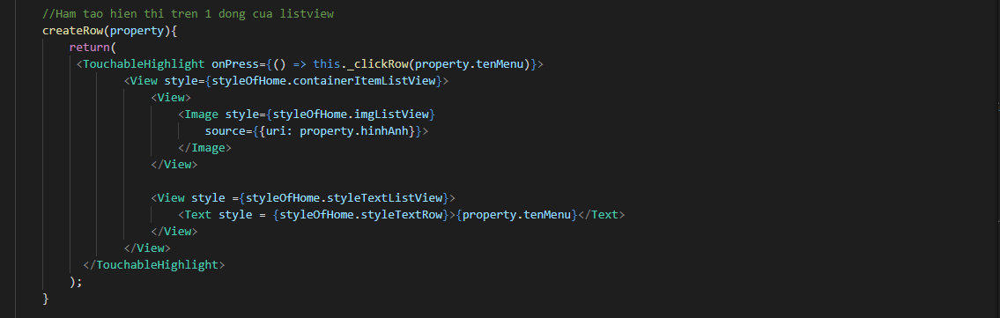 //Ham tao hien thi tren 1 dong cua listview
createRow(property){
return(
<TouchableHighlight onPress={() => this._clickRow(property.tenMenu)}>
<View style={styleOfHome.containerItemListView}>
<View>
<Image style={styleOfHome.imgListView}
source={{uri: property.hinhAnh}}>
</Image>
</View>
<View style ={styleOfHome.styleTextListView}>
<Text style = {styleOfHome.styleTextRow}>{property.tenMenu}</Text>
</View>
</View>
</TouchableHighlight>
);
}